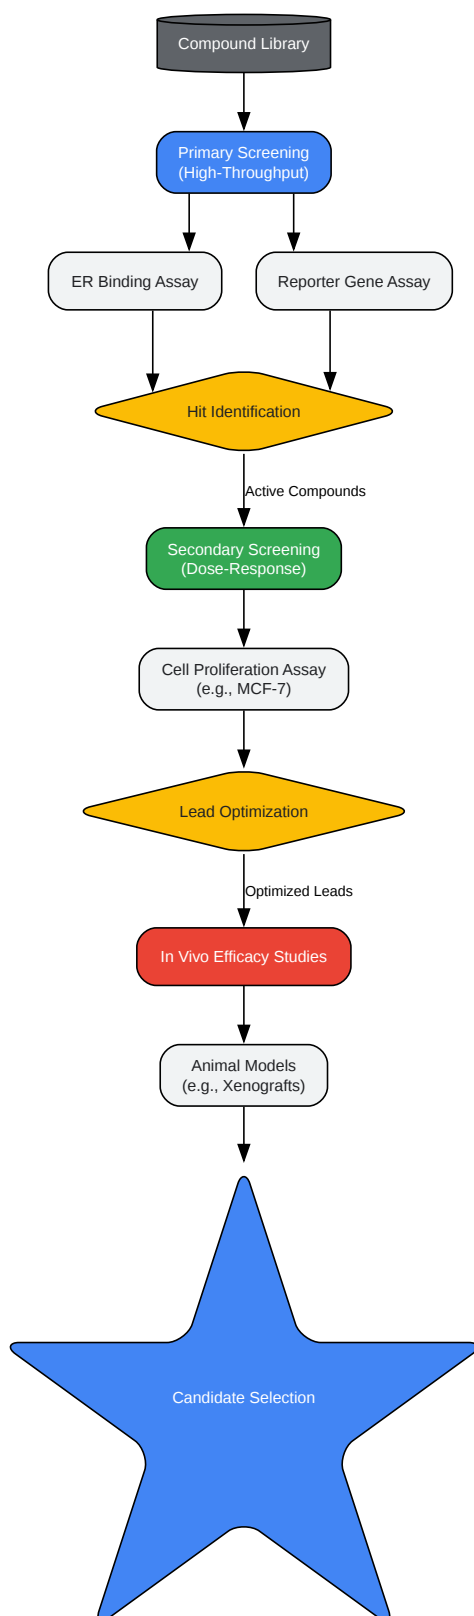 Compound Library
Primary Screening
(High-Throughput)
ER Binding Assay
Reporter Gene Assay
Hit Identification
Active Compounds
Secondary Screening
(Dose-Response)
Cell Proliferation Assay
(e.g., MCF-7)
Lead Optimization
Optimized Leads
In Vivo Efficacy Studies
Animal Models
(e.g., Xenografts)
Candidate Selection